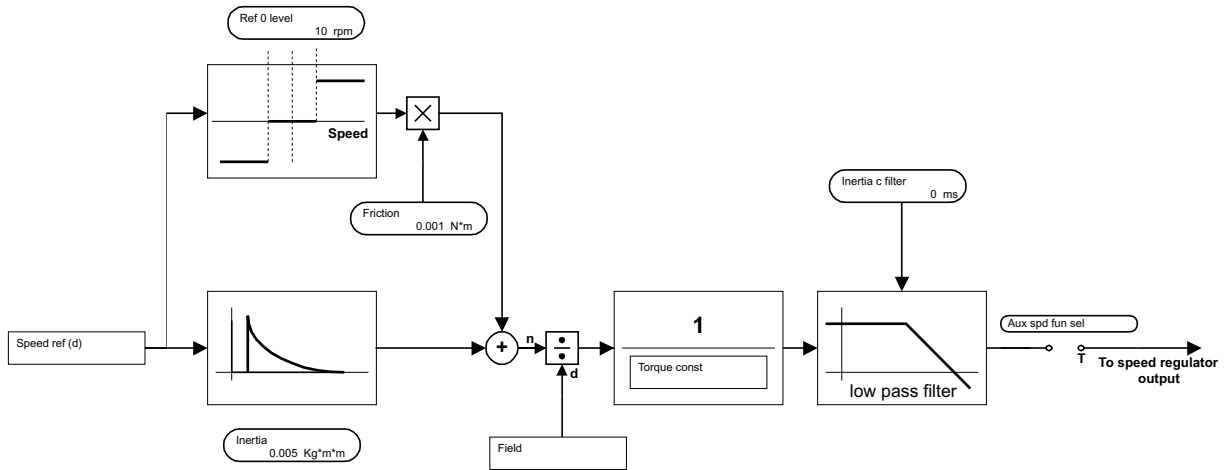 Ref 0 level
10 rpm
Speed
Friction
0.001 N*m
Inertia c filter
0 ms
Speed ref (d)
Inertia
0.005 Kg*m*m
+
n
d
Field
1
Torque const
low pass filter
Aux spd fun sel
T
To speed regulator
output